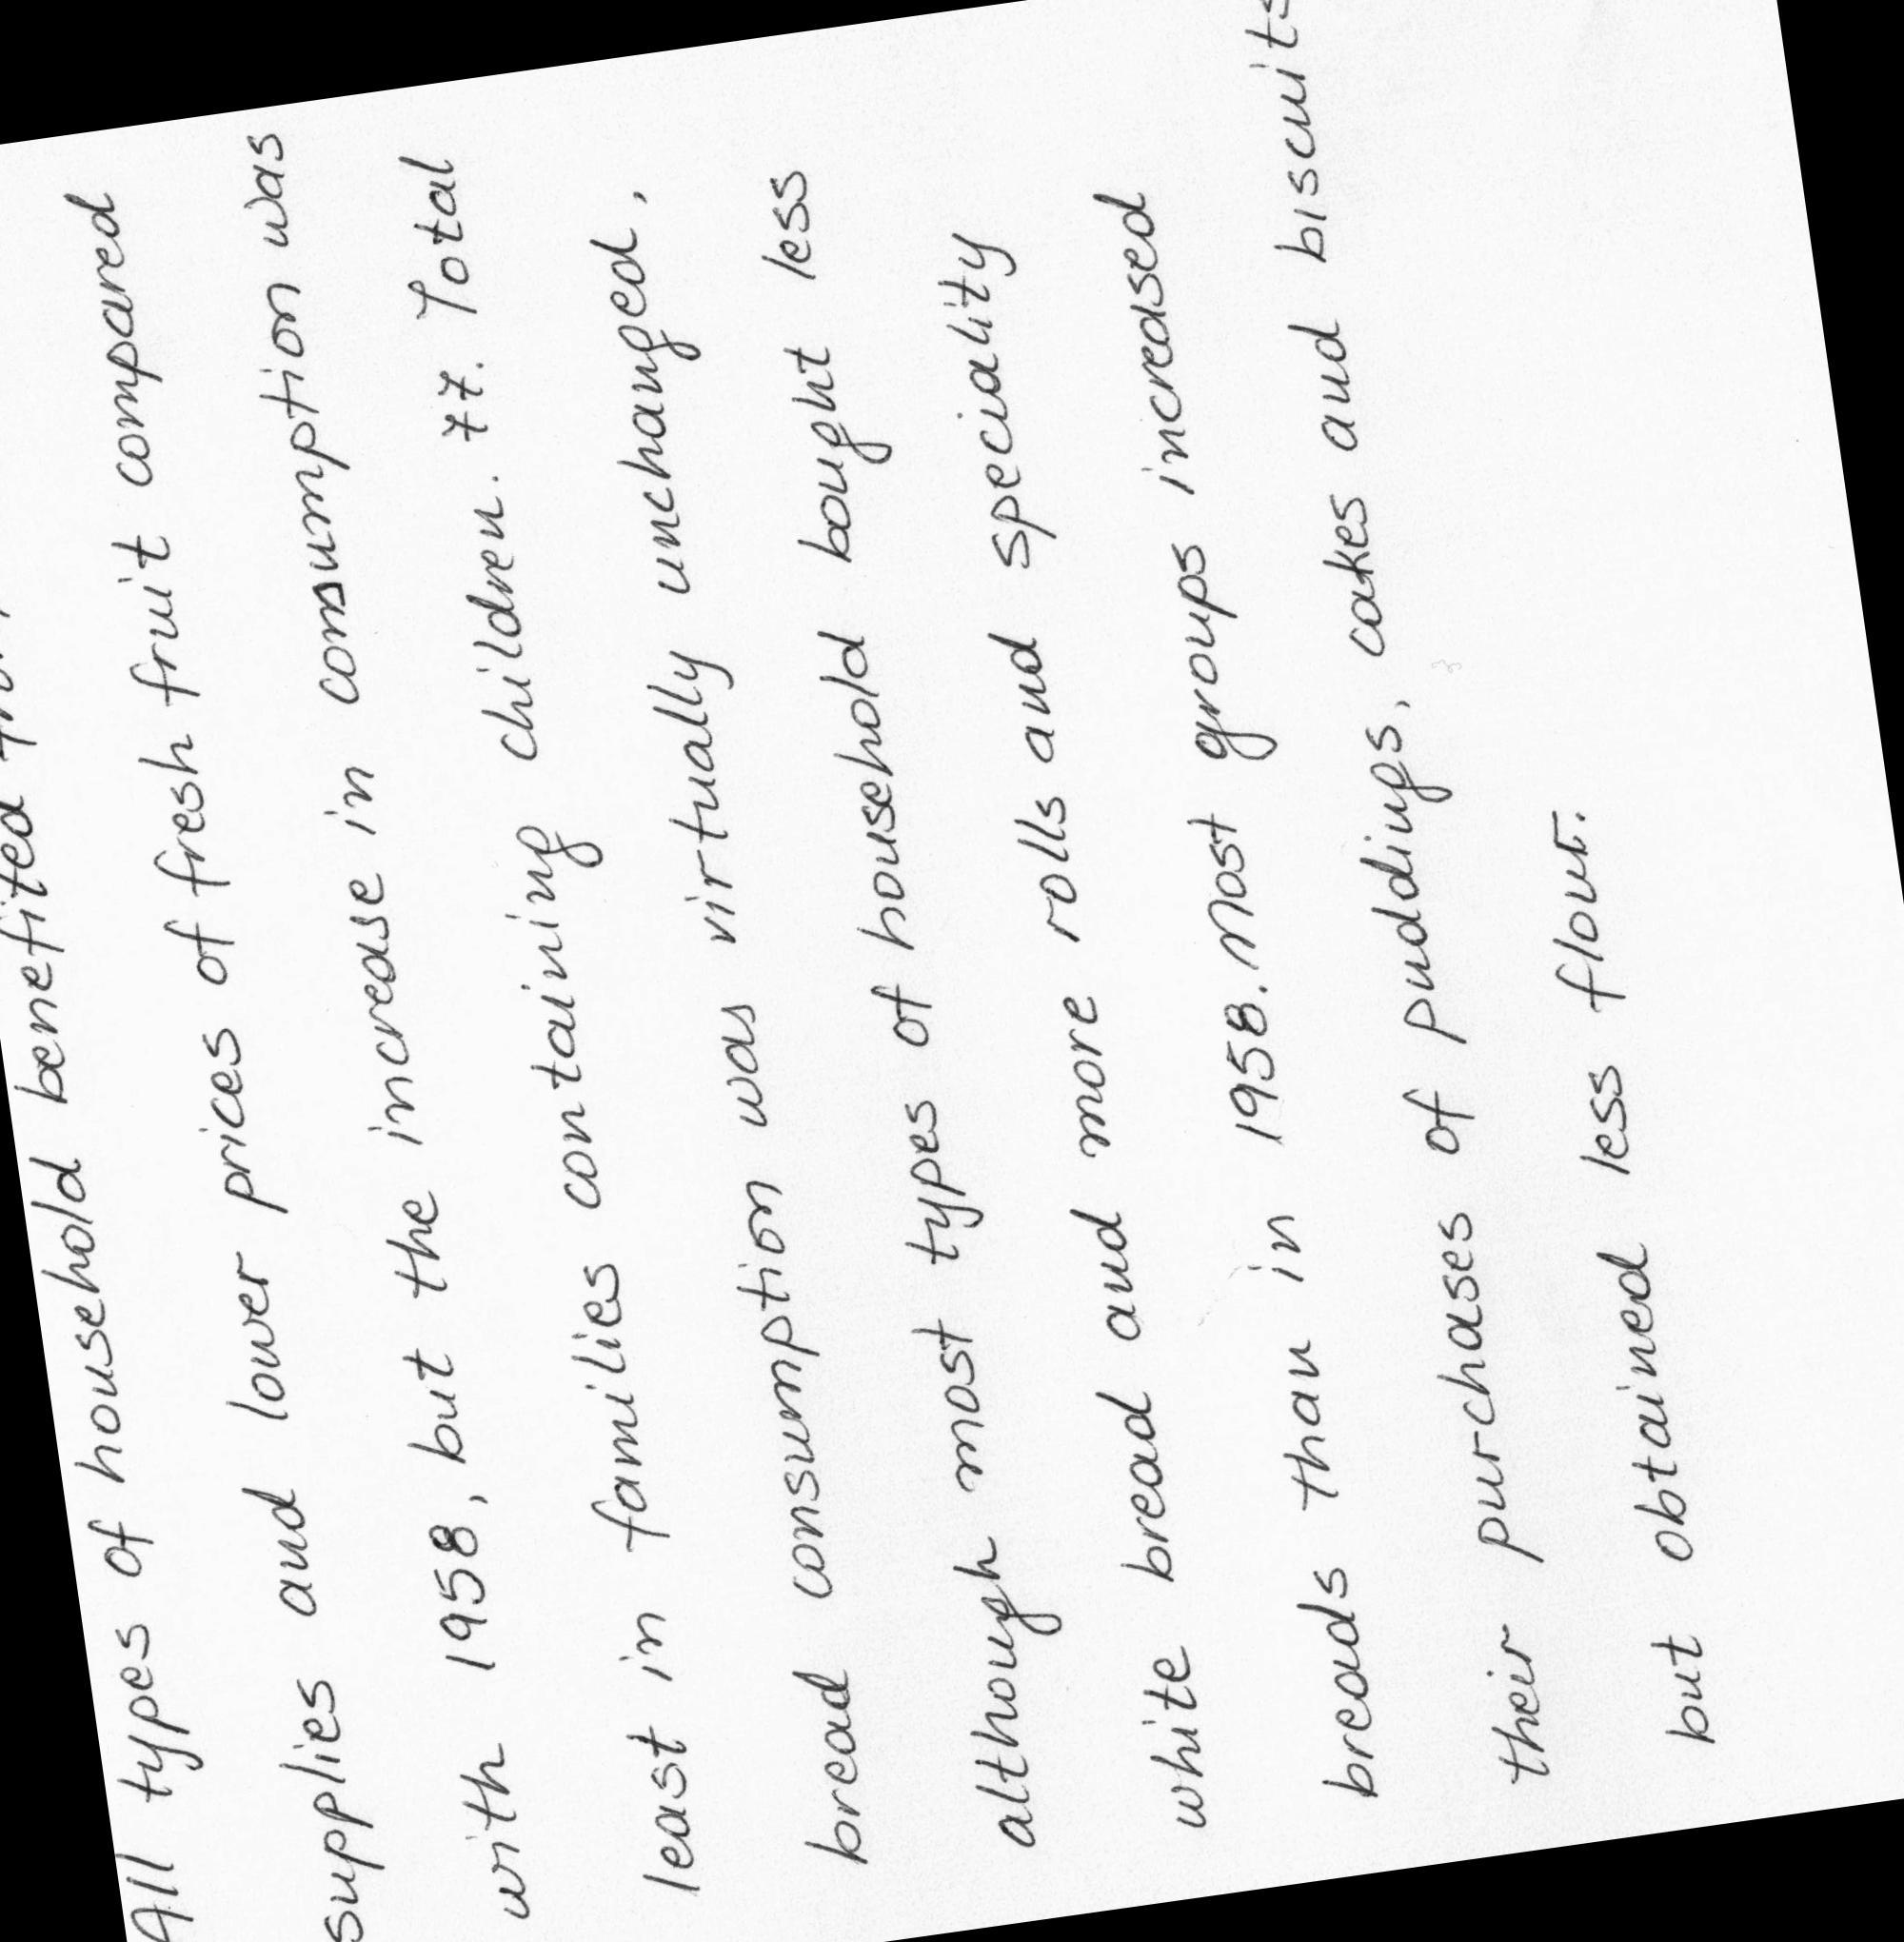 All types of household benefited
supplies and lower prices of fresh fruit compared
with 1958, but the increase in consumption was
least in families containing children. 77. Total
bread consumption was virtually unchanged,
although most types of household bought less
white bread and more rolls and speciality
breads than in 1958. Most groups increased
their purchases of puddings, cakes and biscuits
but obtained less flour.